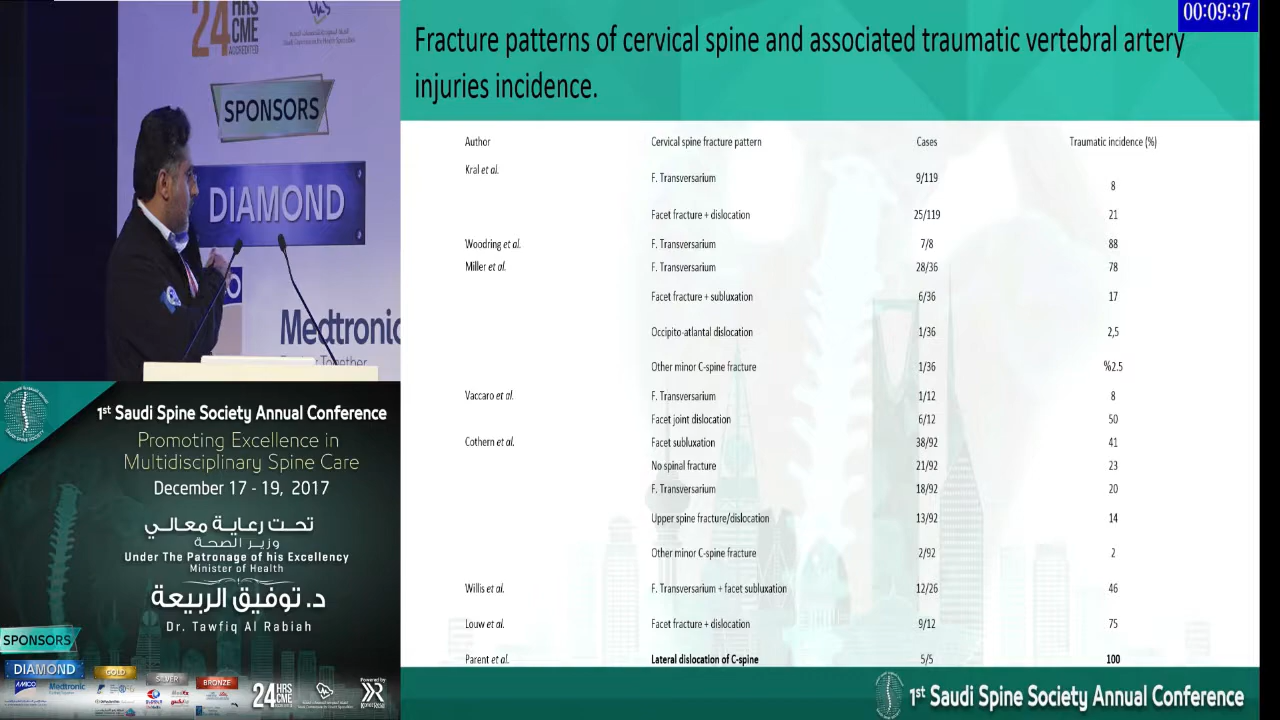 00:09:37
Fracture patterns of cervical spine and associated traumatic vertebral artery
injuries incidence.
Author Cervical spine fracture pattern Cases Traumatic incidence (%)
Kral et al. F. Transversarium 9/119 8
Facet fracture + dislocation 25/119 21
Woodring et al. F. Transversarium 7/8 88
Miller et al. F. Transversarium 28/36 78
Facet fracture + subluxation 6/36 17
Occipito-atlantal dislocation 1/36 2,5
Other minor C-spine fracture 1/36 %2.5
Vaccaro et al. F. Transversarium 1/12 8
Facet joint dislocation 6/12 50
Cothern et al. Facet subluxation 38/92 41
No spinal fracture 21/92 23
F. Transversarium 18/92 20
Upper spine fracture/dislocation 13/92 14
Other minor C-spine fracture 2/92 2
Willis et al. F. Transversarium + facet subluxation 12/26 46
Louw et al. Facet fracture + dislocation 9/12 75
Parent et al. Lateral dislocation of C-spine 5/5 100
1st Saudi Spine Society Annual Conference
24 HRS
CME
ACCREDITED
SPONSORS
DIAMOND
Medtronic
Together
1st Saudi Spine Society Annual Conference
Promoting Excellence in
Multidisciplinary Spine Care
December 17 - 19, 2017
تحت رعاية معالي
وزير الصحة
Under The Patronage of his Excellency
Minister of Health
د. توفيق الربيعة
Dr. Tawfiq Al Rabiah
SPONSORS
DIAMOND
GOLD
SILVER
BRONZE
AMICO
Medtronic
24 HRS
CME
Powered by